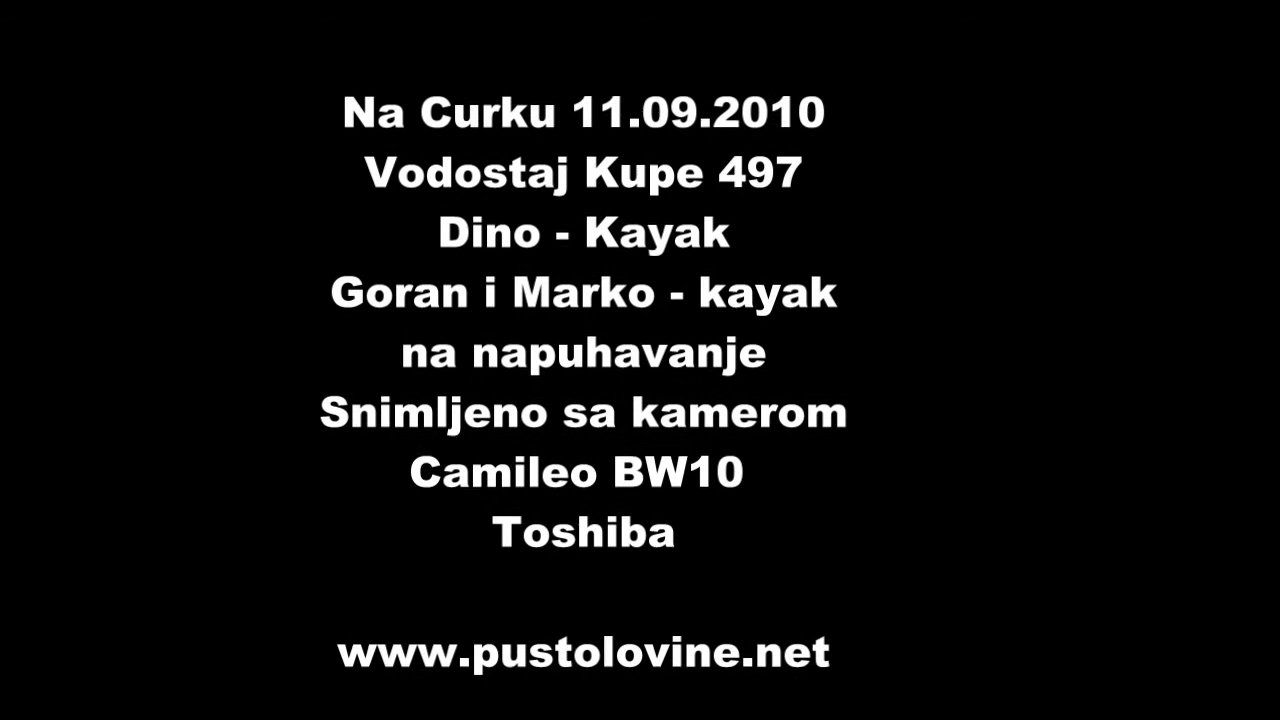 Na Curku 11.09.2010
Vodostaj Kupe 497
Dino - Kayak
Goran i Marko - kayak
na napuhavanje
Snimljeno sa kamerom
Camileo BW10
Toshiba
www.pustolovine.net